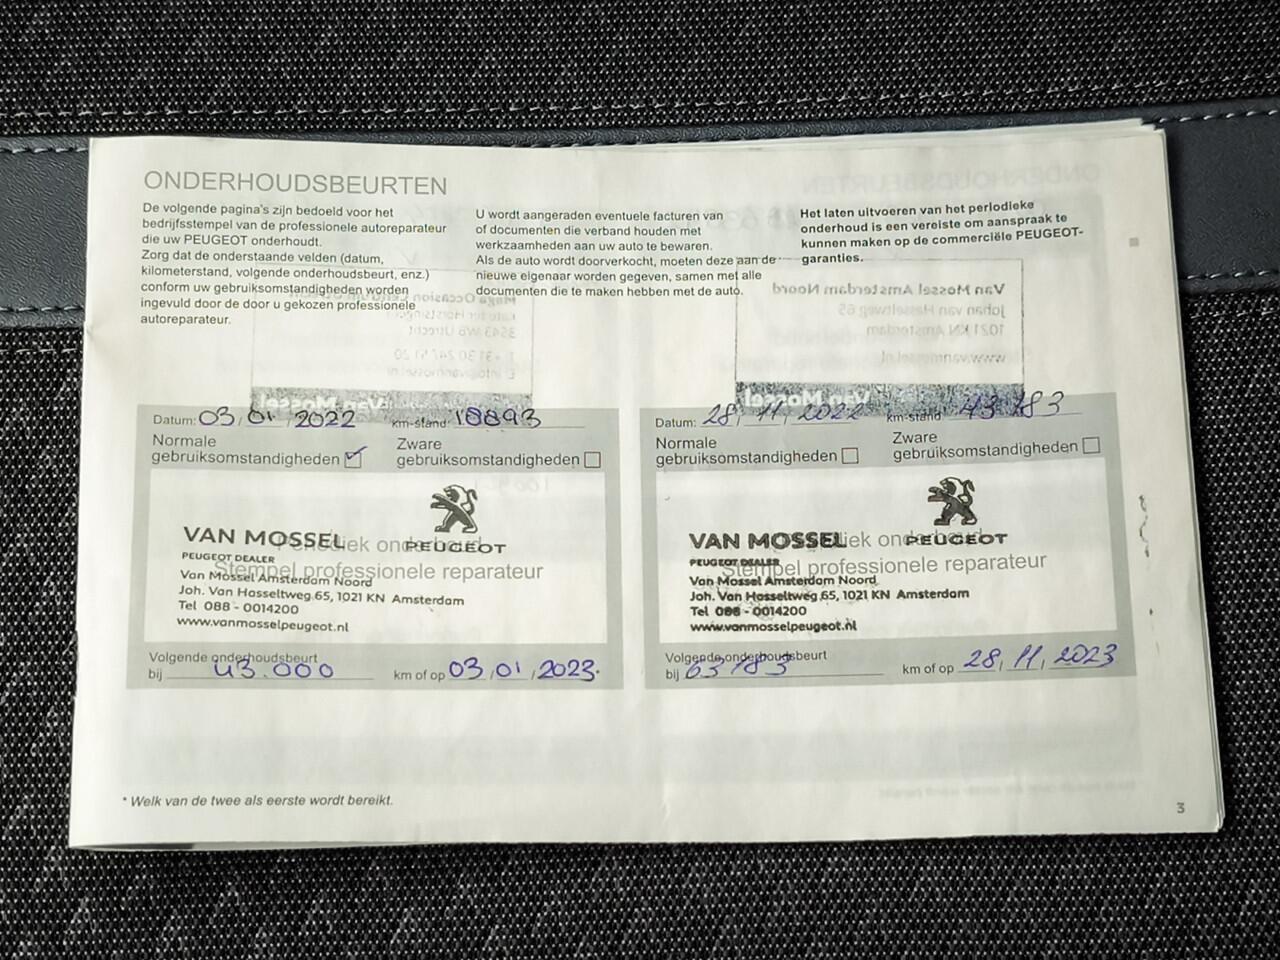 ONDERHOUDSBEURTEN
De volgende pagina's zijn bedoeld voor het
bedrijfsstempel van de professionele autoreparateur
die uw PEUGEOT onderhoudt.
Zorg dat de onderstaande velden (datum,
kilometerstand, volgende onderhoudsbeurt, enz.)
conform uw gebruiksomstandigheden worden
ingevuld door de door u gekozen professionele
autoreparateur.
U wordt aangeraden eventuele facturen van
of documenten die verband houden met
werkzaamheden aan uw auto te bewaren.
Als de auto wordt doorverkocht, moeten deze aan de
nieuwe eigenaar worden gegeven, samen met alle
documenten die te maken hebben met de auto.
Het laten uitvoeren van het periodieke
onderhoud is een vereiste om aanspraak te
kunnen maken op de commerciële PEUGEOT-
garanties.
Datum: 03, 01, 2022 km-stand: 18893
Normale
gebruiksomstandigheden
Zware
gebruiksomstandigheden
Periodiek onderhoud
Stempel professionele reparateur
VAN MOSSEL PEUGEOT
PEUGEOT DEALER
Van Mossel Amsterdam Noord
Joh. Van Hasseltweg 65, 1021 KN Amsterdam
Tel 088 - 0014200
www.vanmosselpeugeot.nl
Volgende onderhoudsbeurt
bij 43.000 km of op 03, 01, 2023.
Datum: 28, 11, 2022 km-stand: 43 183
Normale
gebruiksomstandigheden
Zware
gebruiksomstandigheden
Periodiek onderhoud
Stempel professionele reparateur
VAN MOSSEL PEUGEOT
PEUGEOT DEALER
Van Mossel Amsterdam Noord
Joh. Van Hasseltweg 65, 1021 KN Amsterdam
Tel 088 - 0014200
www.vanmosselpeugeot.nl
Volgende onderhoudsbeurt
bij 63183 km of op 28, 11, 2023
* Welk van de twee als eerste wordt bereikt.
3